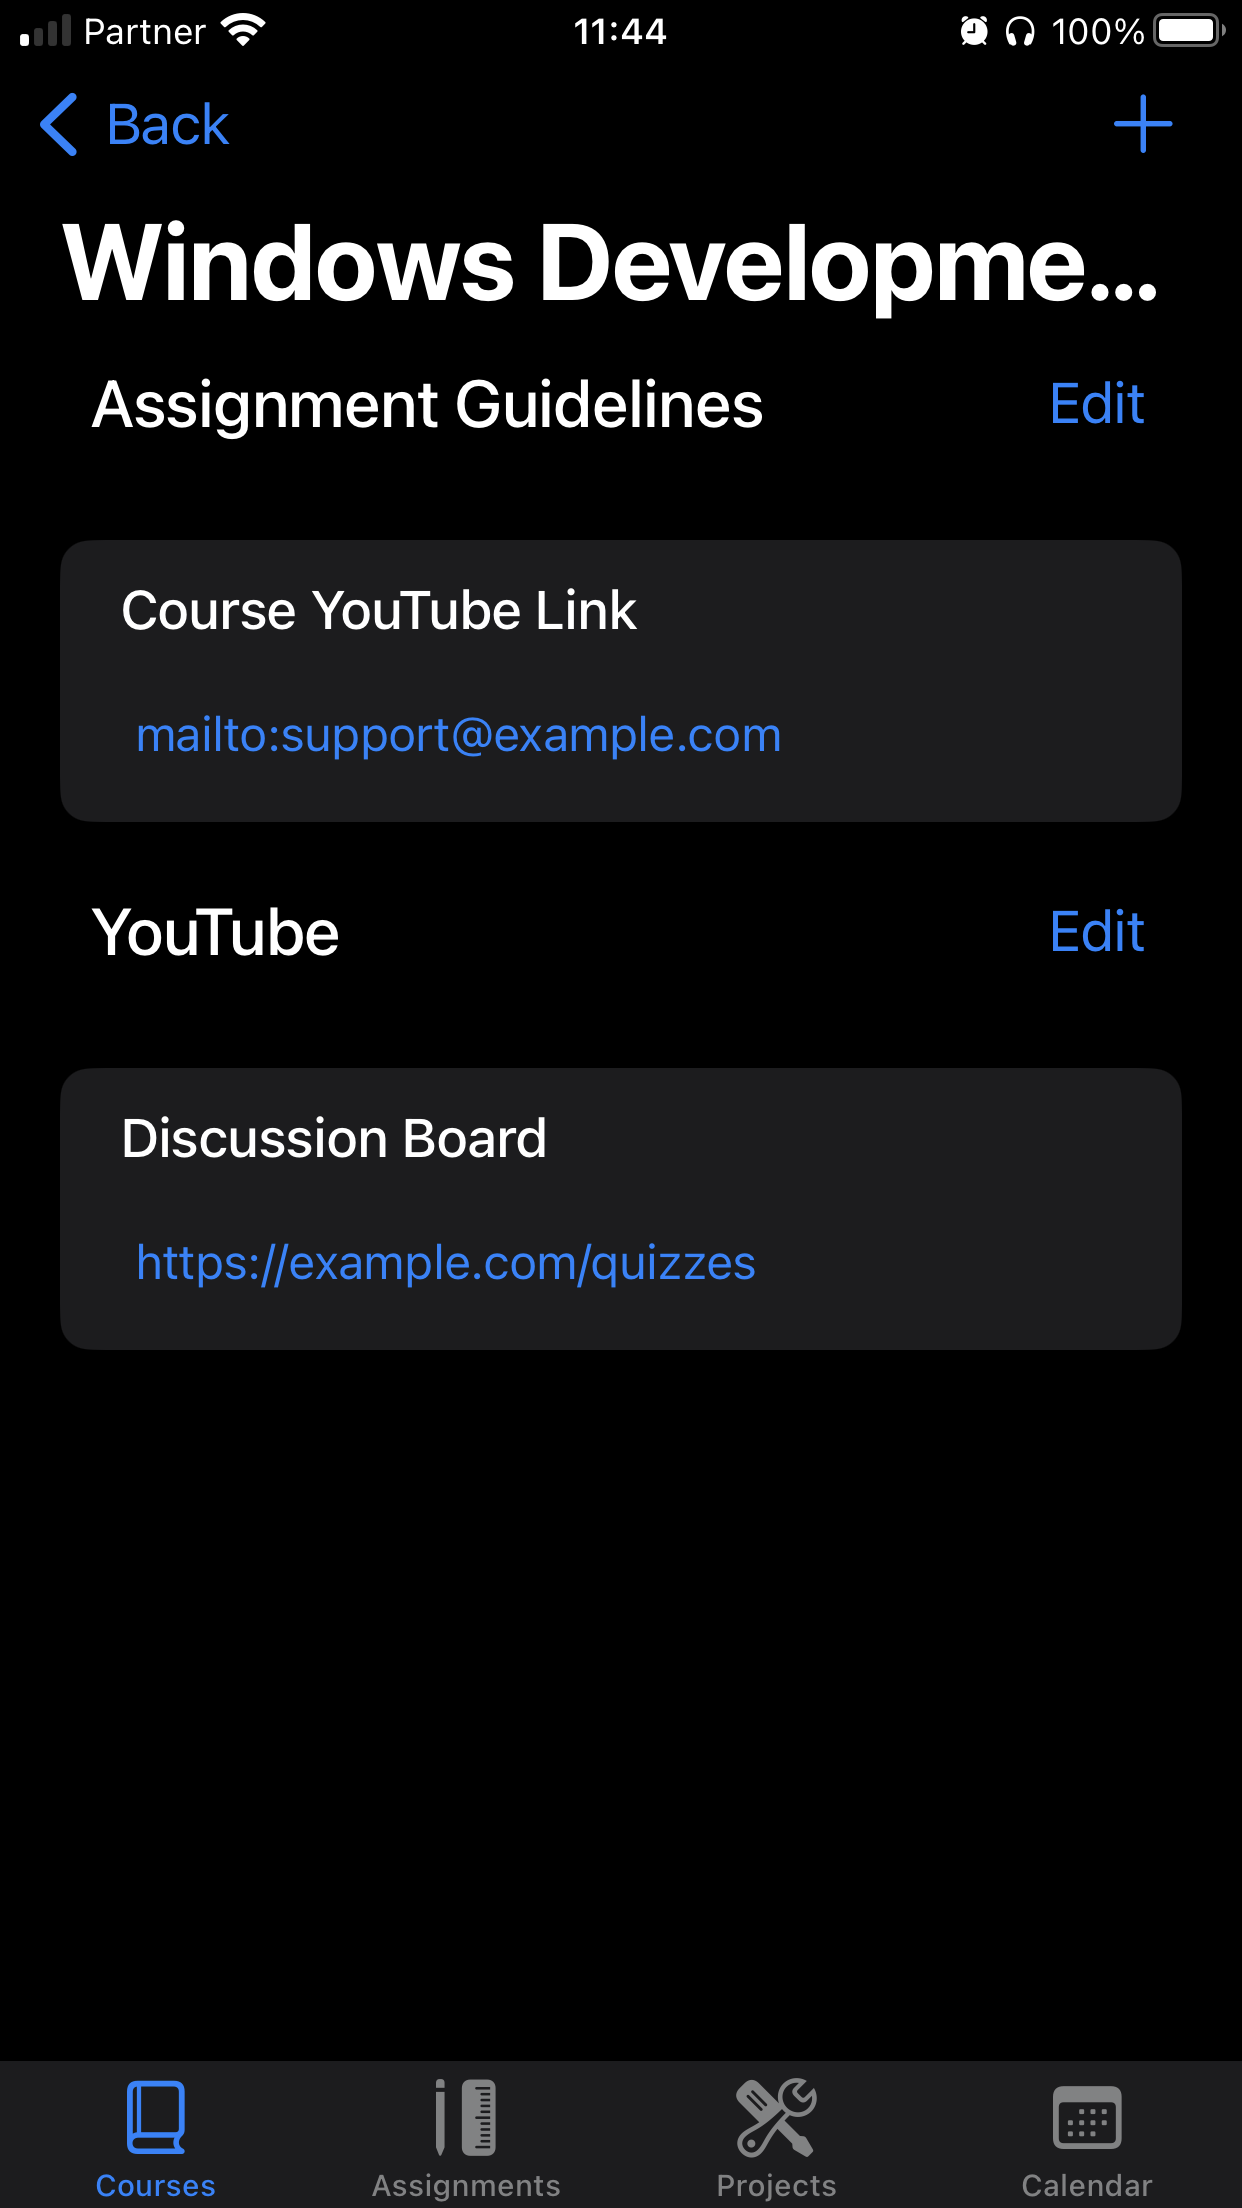 Partner 11:44 100%
Back
Windows Developme...
Assignment Guidelines Edit
Course YouTube Link
mailto:support@example.com
YouTube Edit
Discussion Board
https://example.com/quizzes
Courses Assignments Projects Calendar